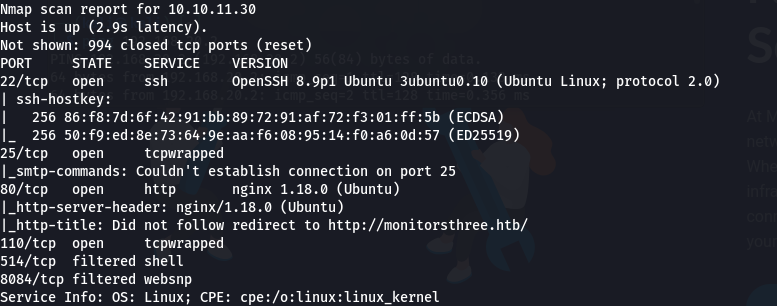 Nmap scan report for 10.10.11.30
Host is up (2.9s latency).
Not shown: 994 closed tcp ports (reset)
PORT     STATE    SERVICE    VERSION
22/tcp   open     ssh        OpenSSH 8.9p1 Ubuntu 3ubuntu0.10 (Ubuntu Linux; protocol 2.0)
| ssh-hostkey:
|   256 86:f8:7d:6f:42:91:bb:89:72:91:af:72:f3:01:ff:5b (ECDSA)
|_  256 50:f9:ed:8e:73:64:9e:aa:f6:08:95:14:f0:a6:0d:57 (ED25519)
25/tcp   open     tcpwrapped
|_smtp-commands: Couldn't establish connection on port 25
80/tcp   open     http       nginx 1.18.0 (Ubuntu)
|_http-server-header: nginx/1.18.0 (Ubuntu)
|_http-title: Did not follow redirect to http://monitorsthree.htb/
110/tcp  open     tcpwrapped
514/tcp  filtered shell
8084/tcp filtered websnp
Service Info: OS: Linux; CPE: cpe:/o:linux:linux_kernel